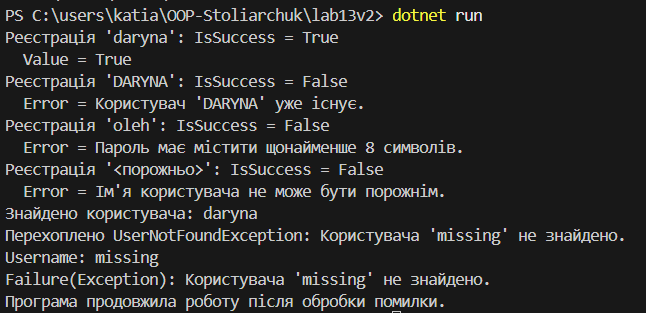 PS C:\users\katia\OOP-Stoliarchuk\lab13v2> dotnet run
Реєстрація 'daryna': IsSuccess = True
  Value = True
Реєстрація 'DARYNA': IsSuccess = False
  Error = Користувач 'DARYNA' уже існує.
Реєстрація 'oleh': IsSuccess = False
  Error = Пароль має містити щонайменше 8 символів.
Реєстрація '<порожньо>': IsSuccess = False
  Error = Ім'я користувача не може бути порожнім.
Знайдено користувача: daryna
Перехоплено UserNotFoundException: Користувача 'missing' не знайдено.
Username: missing
Failure(Exception): Користувача 'missing' не знайдено.
Програма продовжила роботу після обробки помилки.